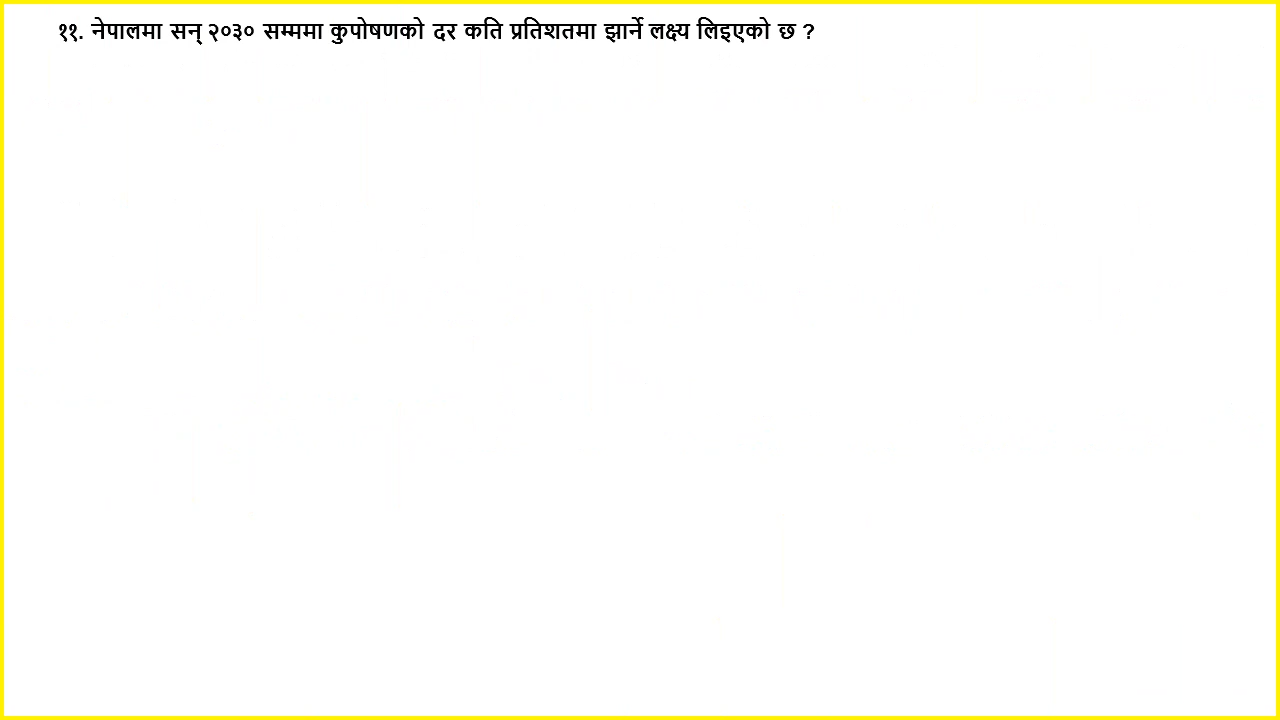 ११. नेपालमा सन् २०३० सम्ममा कुपोषणको दर कति प्रतिशतमा झार्ने लक्ष्य लिइएको छ ?